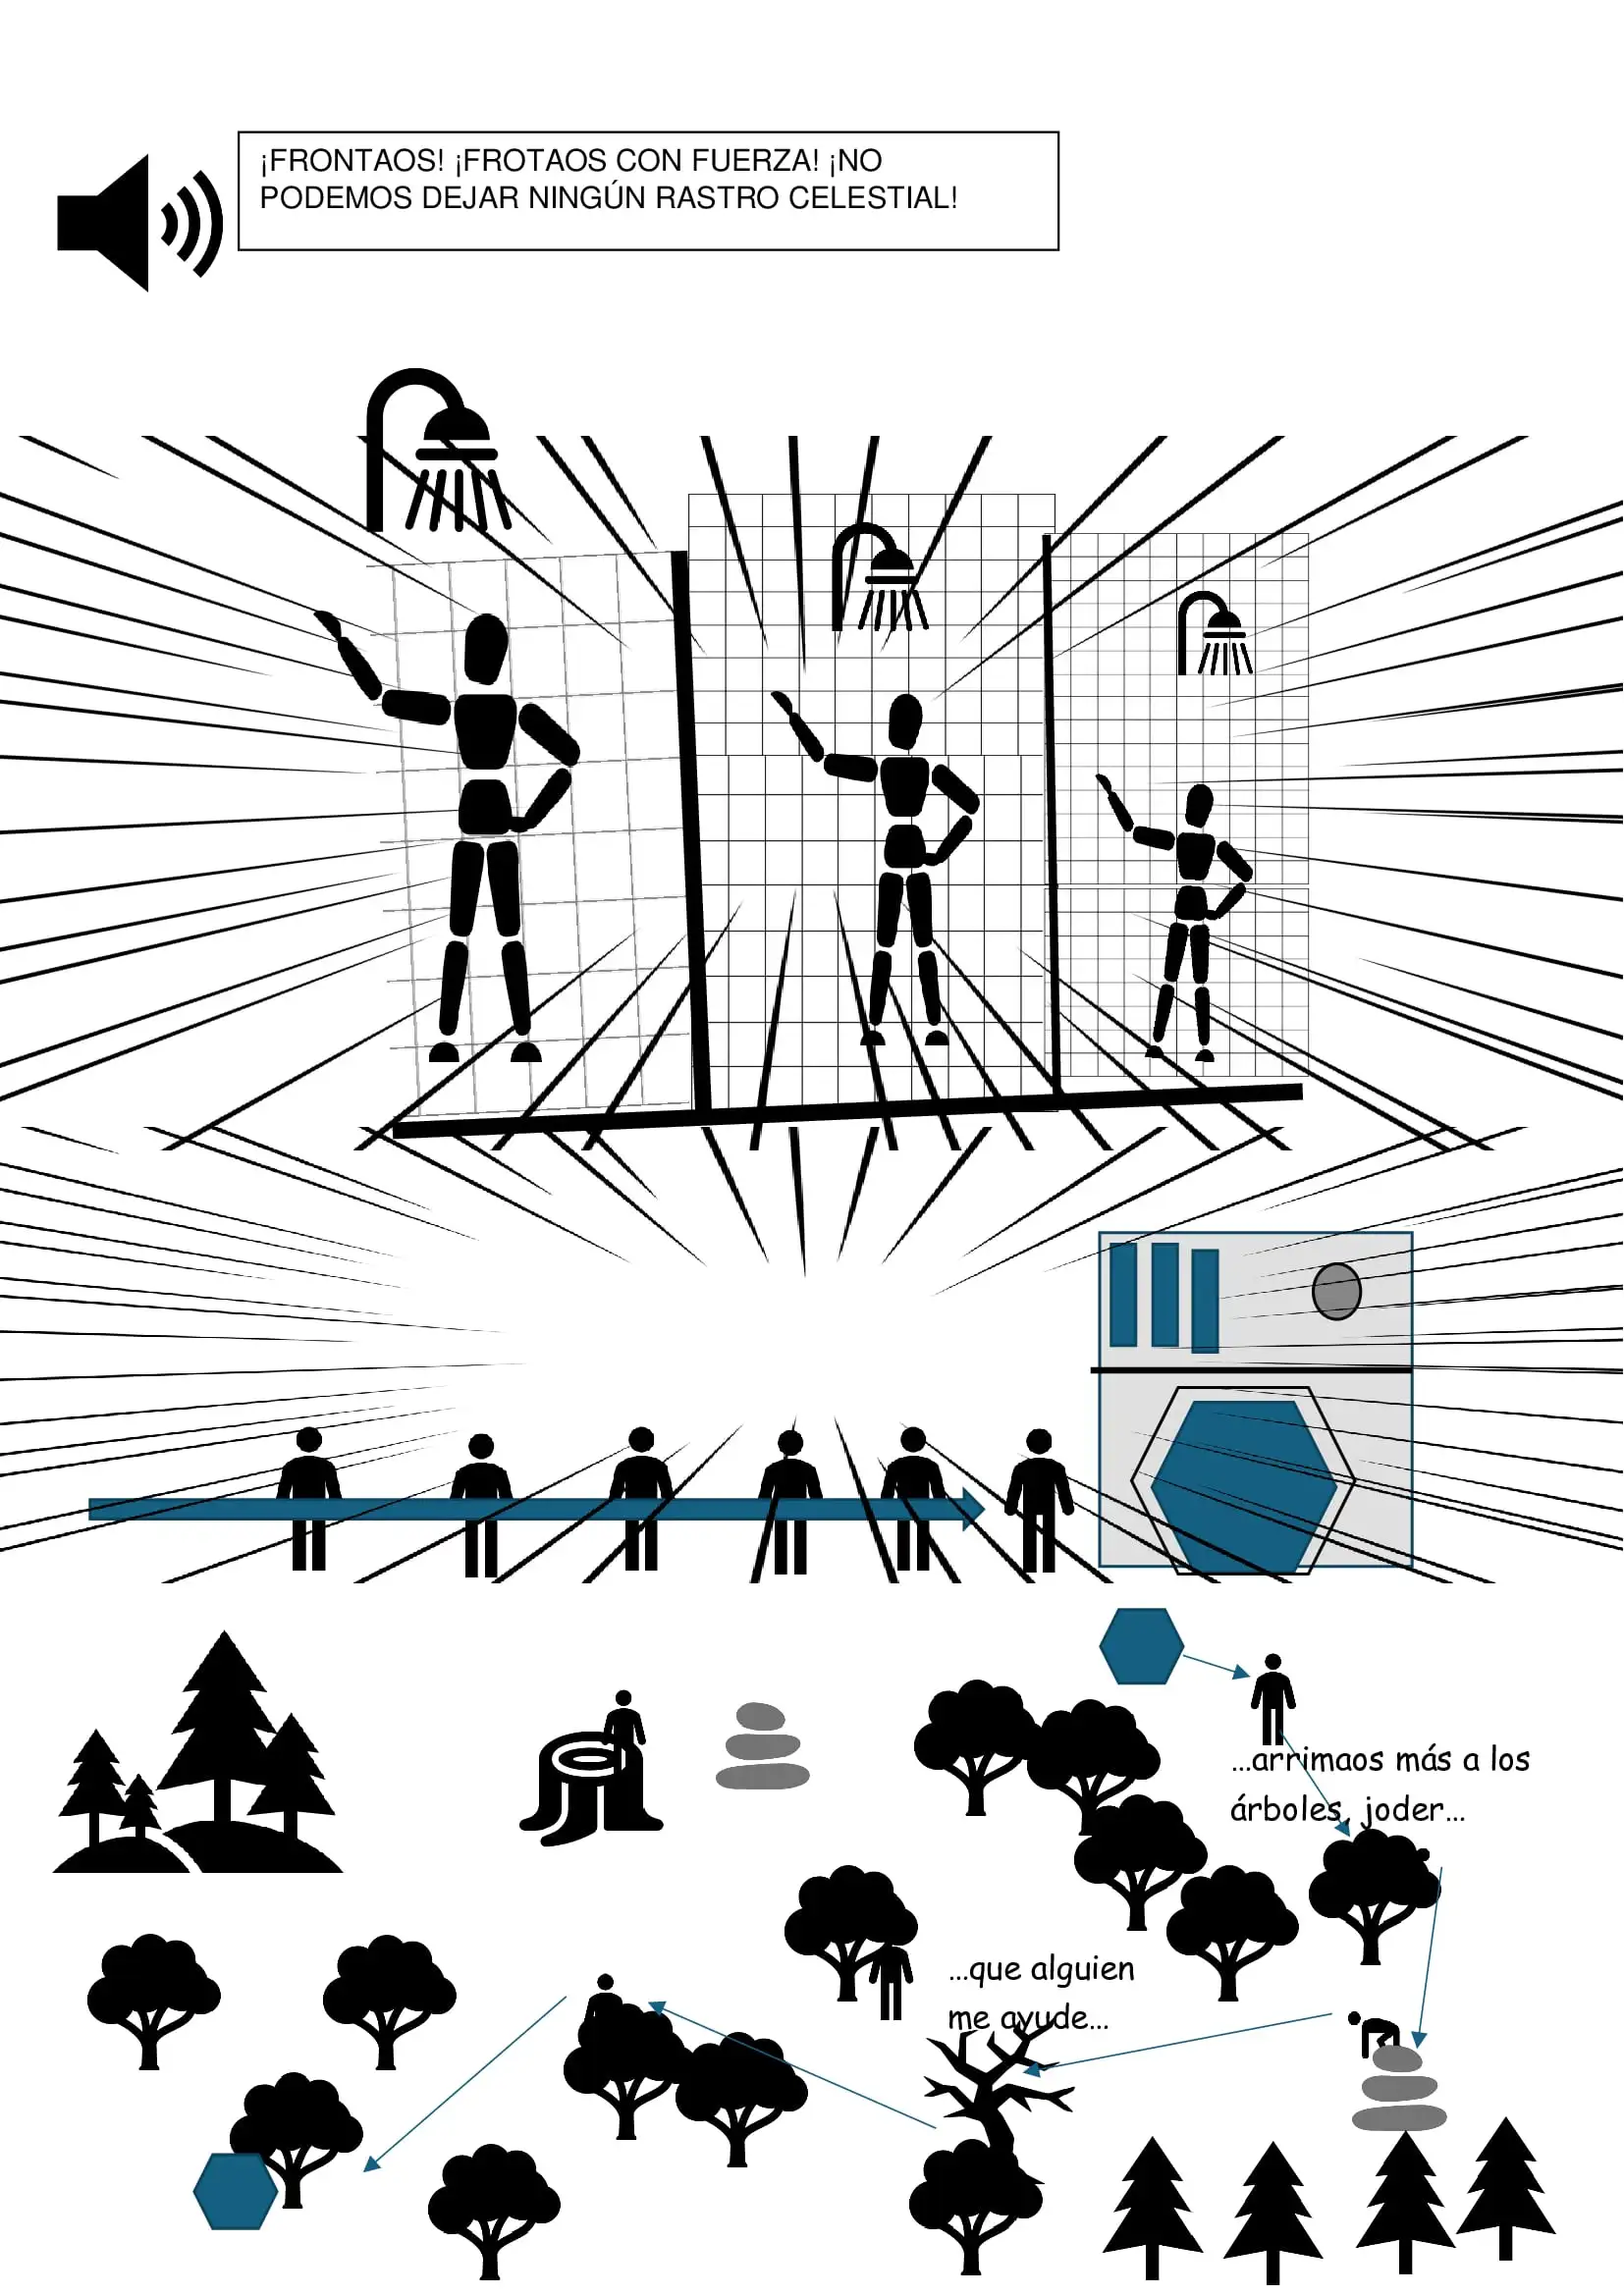 ¡FRONTAOS! ¡FROTAOS CON FUERZA! ¡NO
PODEMOS DEJAR NINGÚN RASTRO CELESTIAL!
...arrimaos más a los
árboles, joder...
...que alguien
me ayude...